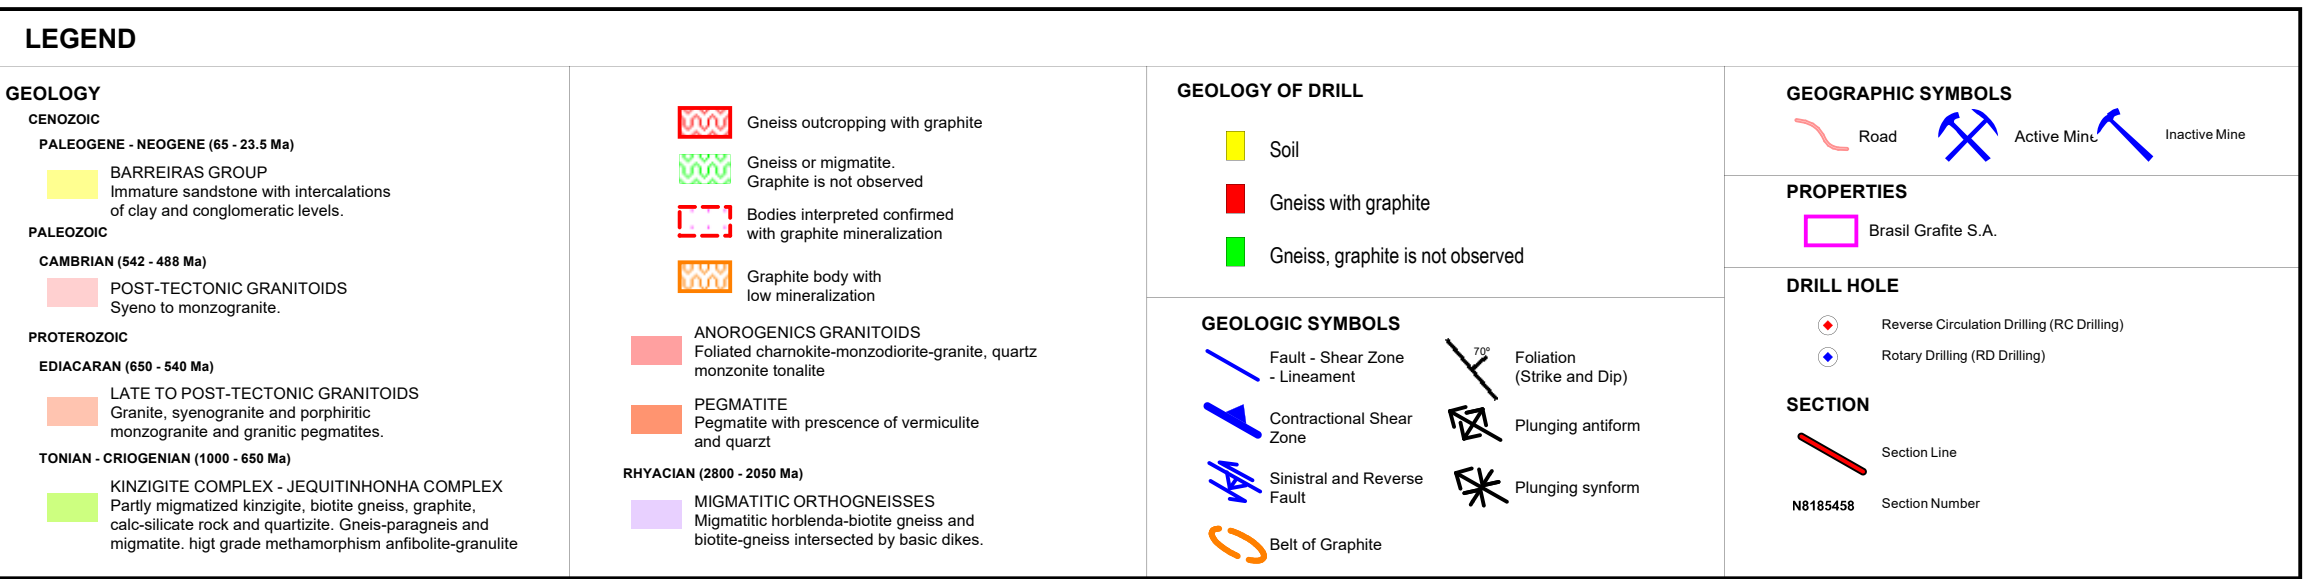 LEGEND
GEOLOGY
CENOZOIC
PALEOGENE - NEOGENE (65 - 23.5 Ma)
BARREIRAS GROUP
Immature sandstone with intercalations
of clay and conglomeratic levels.
PALEOZOIC
CAMBRIAN (542 - 488 Ma)
POST-TECTONIC GRANITOIDS
Syeno to monzogranite.
PROTEROZOIC
EDIACARAN (650 - 540 Ma)
LATE TO POST-TECTONIC GRANITOIDS
Granite, syenogranite and porphiritic
monzogranite and granitic pegmatites.
TONIAN - CRIOGENIAN (1000 - 650 Ma)
KINZIGITE COMPLEX - JEQUITINHONHA COMPLEX
Partly migmatized kinzigite, biotite gneiss, graphite,
calc-silicate rock and quartizite. Gneis-paragneis and
migmatite. higt grade methamorphism anfibolite-granulite
Gneiss outcropping with graphite
Gneiss or migmatite.
Graphite is not observed
Bodies interpreted confirmed
with graphite mineralization
Graphite body with
low mineralization
ANOROGENICS GRANITOIDS
Foliated charnokite-monzodiorite-granite, quartz
monzonite tonalite
PEGMATITE
Pegmatite with prescence of vermiculite
and quarzt
RHYACIAN (2800 - 2050 Ma)
MIGMATITIC ORTHOGNEISSES
Migmatitic horblenda-biotite gneiss and
biotite-gneiss intersected by basic dikes.
GEOLOGY OF DRILL
Soil
Gneiss with graphite
Gneiss, graphite is not observed
GEOLOGIC SYMBOLS
Fault - Shear Zone
- Lineament
Contractional Shear
Zone
Sinistral and Reverse
Fault
Belt of Graphite
70º
Foliation
(Strike and Dip)
Plunging antiform
Plunging synform
GEOGRAPHIC SYMBOLS
Road
Active Mine
Inactive Mine
PROPERTIES
Brasil Grafite S.A.
DRILL HOLE
Reverse Circulation Drilling (RC Drilling)
Rotary Drilling (RD Drilling)
SECTION
Section Line
N8185458
Section Number